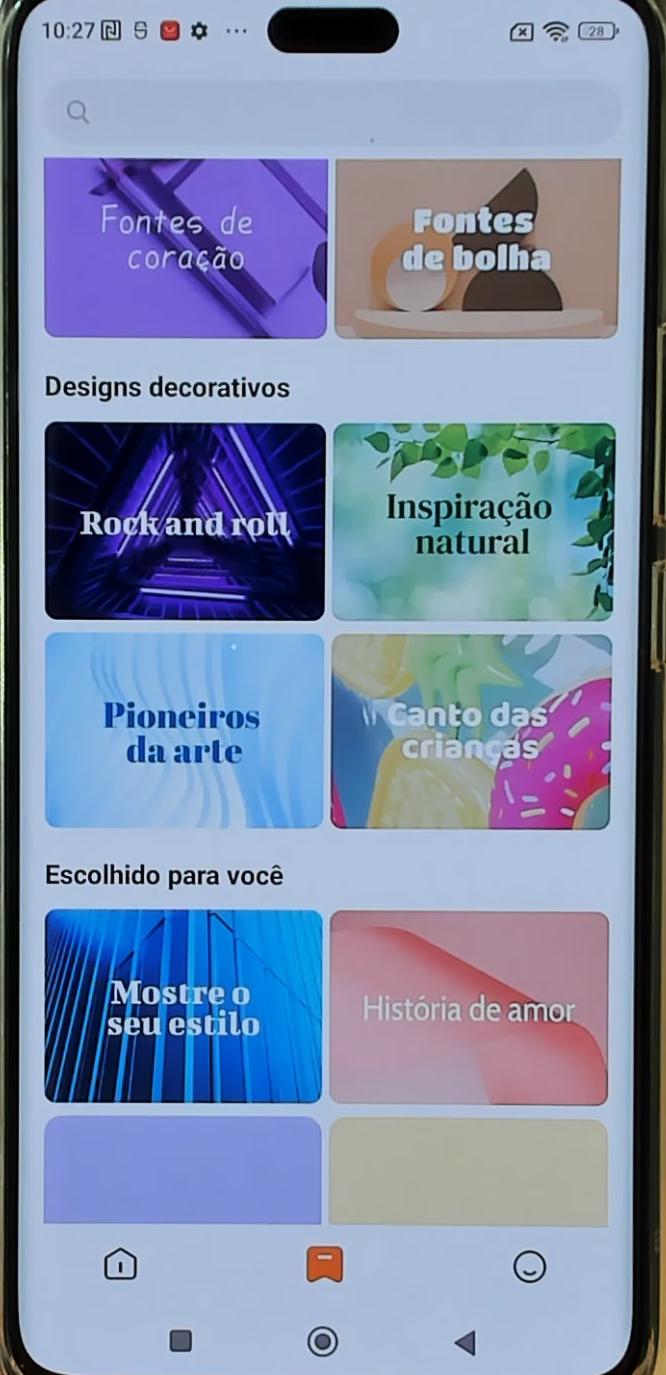 10:27
28
Fontes de
coração
Fontes
de bolha
Designs decorativos
Rock and roll
Inspiração
natural
Pioneiros
da arte
Canto das
crianças
Escolhido para você
Mostre o
seu estilo
História de amor